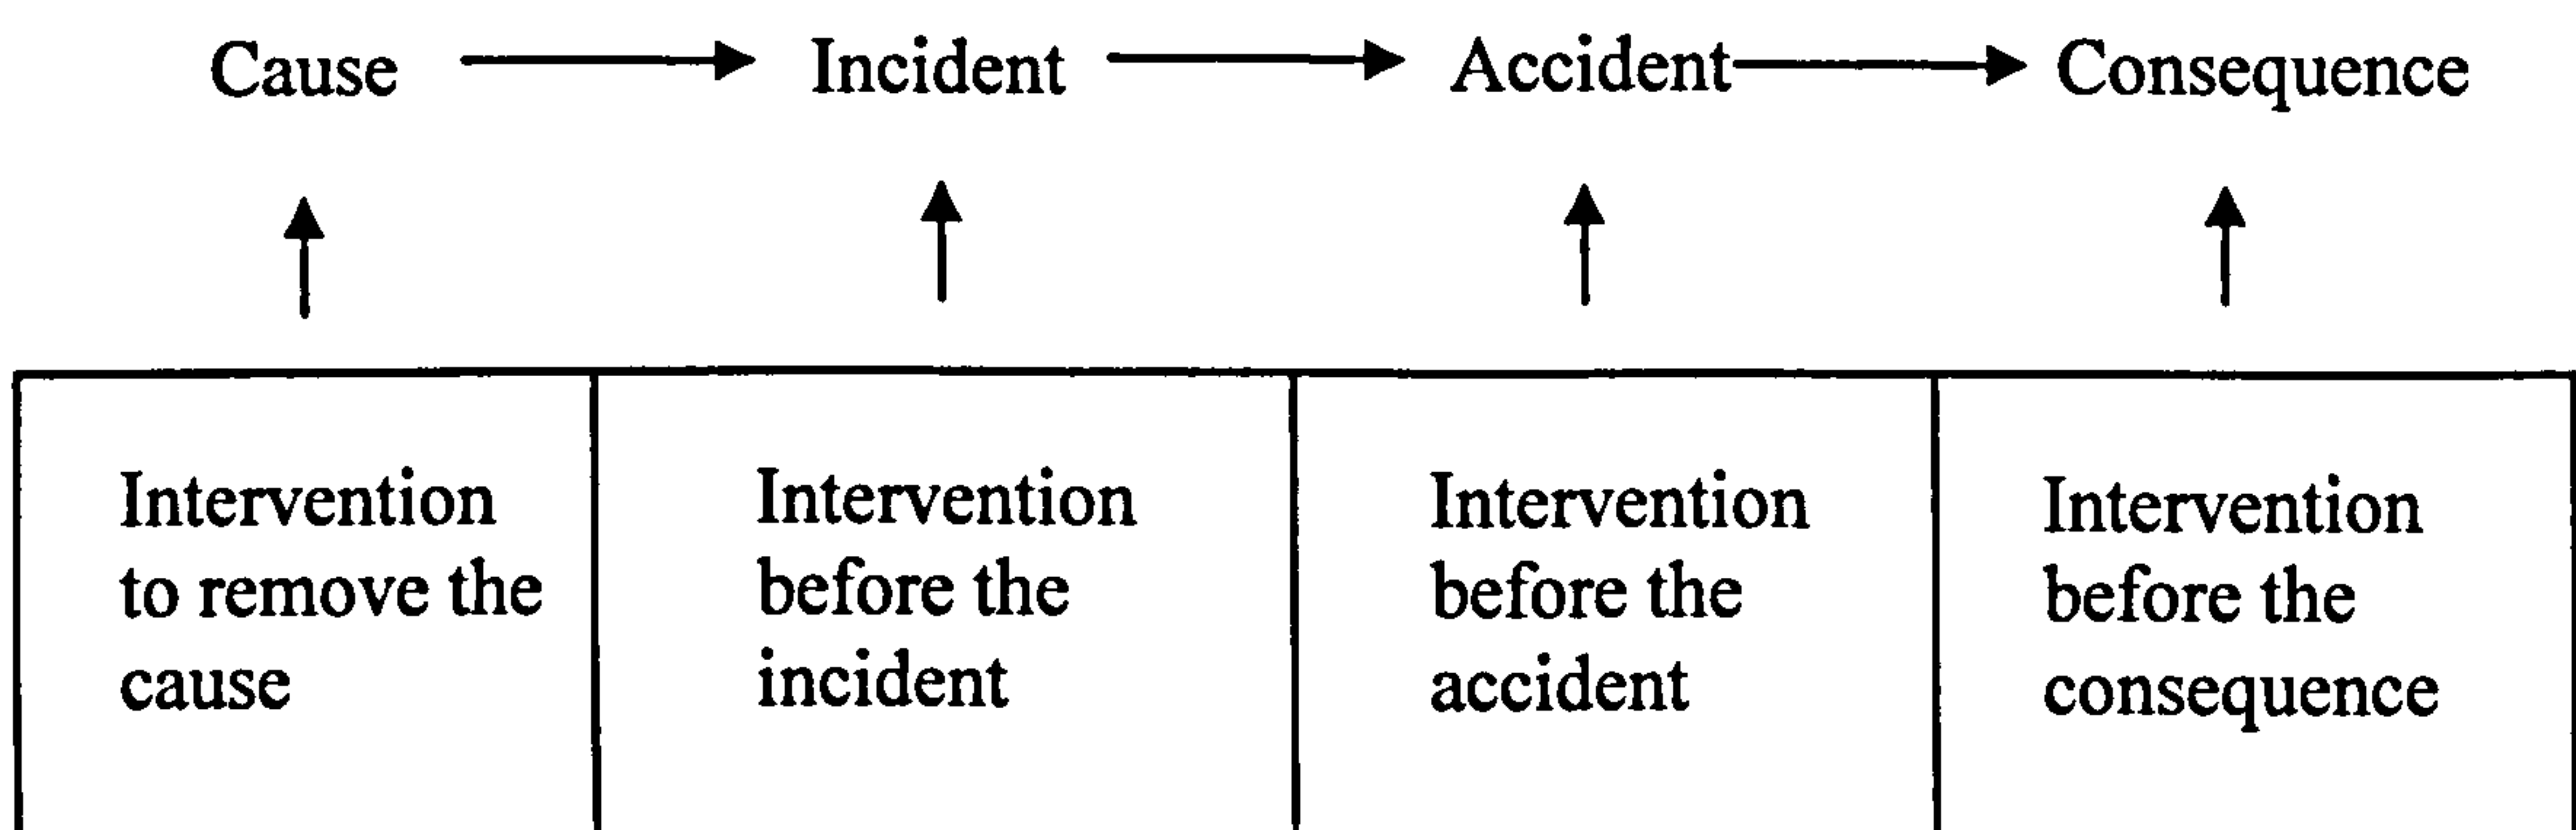 Cause Incident Accident Consequence
Intervention
to remove the
cause
Intervention
before the
incident
Intervention
before the
accident
Intervention
before the
consequence